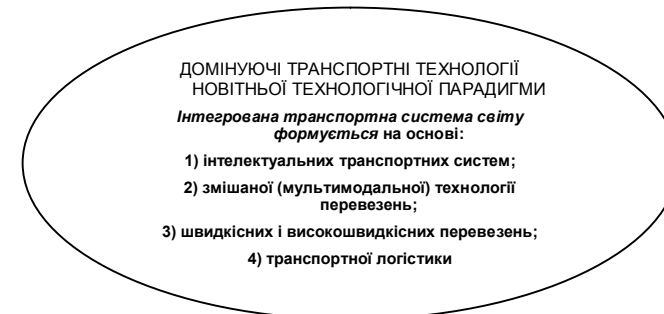 ДОМІНУЮЧІ ТРАНСПОРТНІ ТЕХНОЛОГІЇ
НОВІТНЬОЇ ТЕХНОЛОГІЧНОЇ ПАРАДИГМИ
Інтегрована транспортна система світу
формується на основі:
1) інтелектуальних транспортних систем;
2) змішаної (мультимодальної) технології
перевезень;
3) швидкісних і високошвидкісних перевезень;
4) транспортної логістики